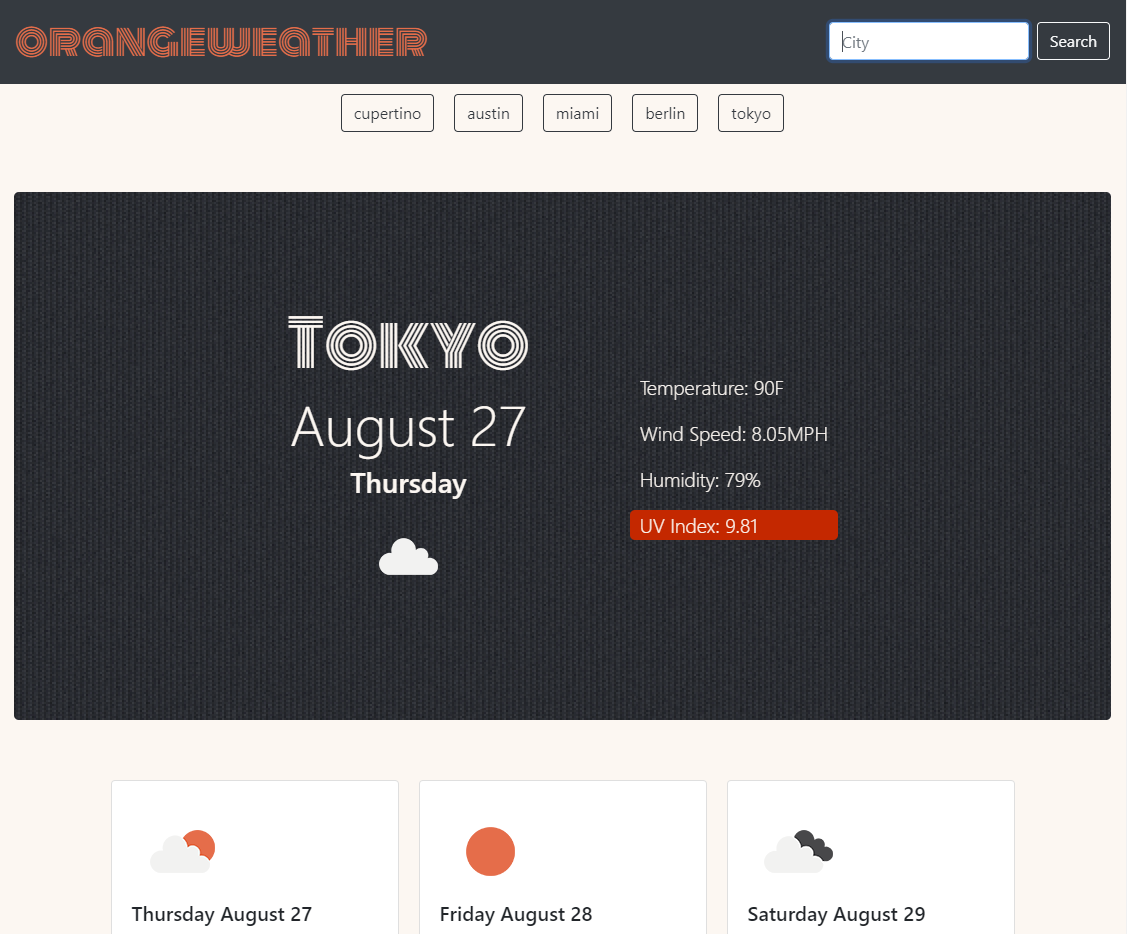 ORANGEWEATHER
City
Search
cupertino austin miami berlin tokyo
Tokyo
August 27
Thursday
Temperature: 90F
Wind Speed: 8.05MPH
Humidity: 79%
UV Index: 9.81
Thursday August 27
Friday August 28
Saturday August 29